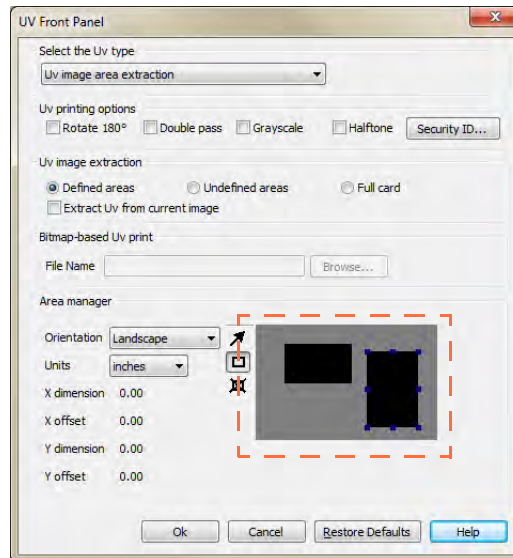 UV Front Panel
Select the Uv type
Uv image area extraction
Uv printing options
Rotate 180° Double pass Grayscale Halftone Security ID...
Uv image extraction
Defined areas Undefined areas Full card
Extract Uv from current image
Bitmap-based Uv print
File Name Browse...
Area manager
Orientation Landscape
Units inches
X dimension 0.00
X offset 0.00
Y dimension 0.00
Y offset 0.00
Ok Cancel Restore Defaults Help